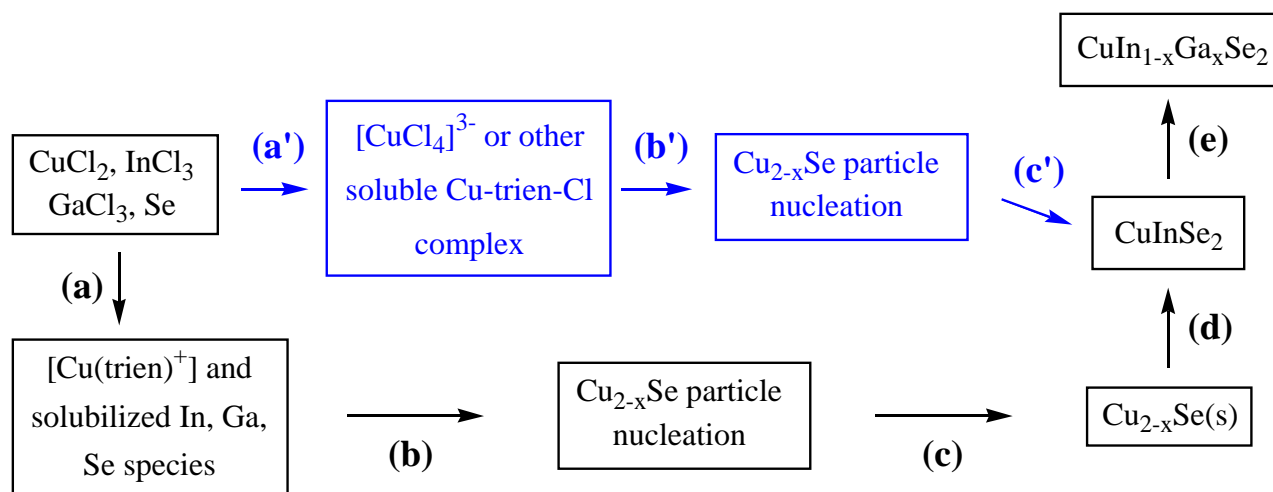 CuIn1-xGaxSe2
(e)
CuCl2, InCl3
GaCl3, Se
(a')
[CuCl4]3- or other
soluble Cu-trien-Cl
complex
(b')
Cu2-xSe particle
nucleation
(c')
CuInSe2
(a)
(d)
[Cu(trien)+] and
solubilized In, Ga,
Se species
(b)
Cu2-xSe particle
nucleation
(c)
Cu2-xSe(s)